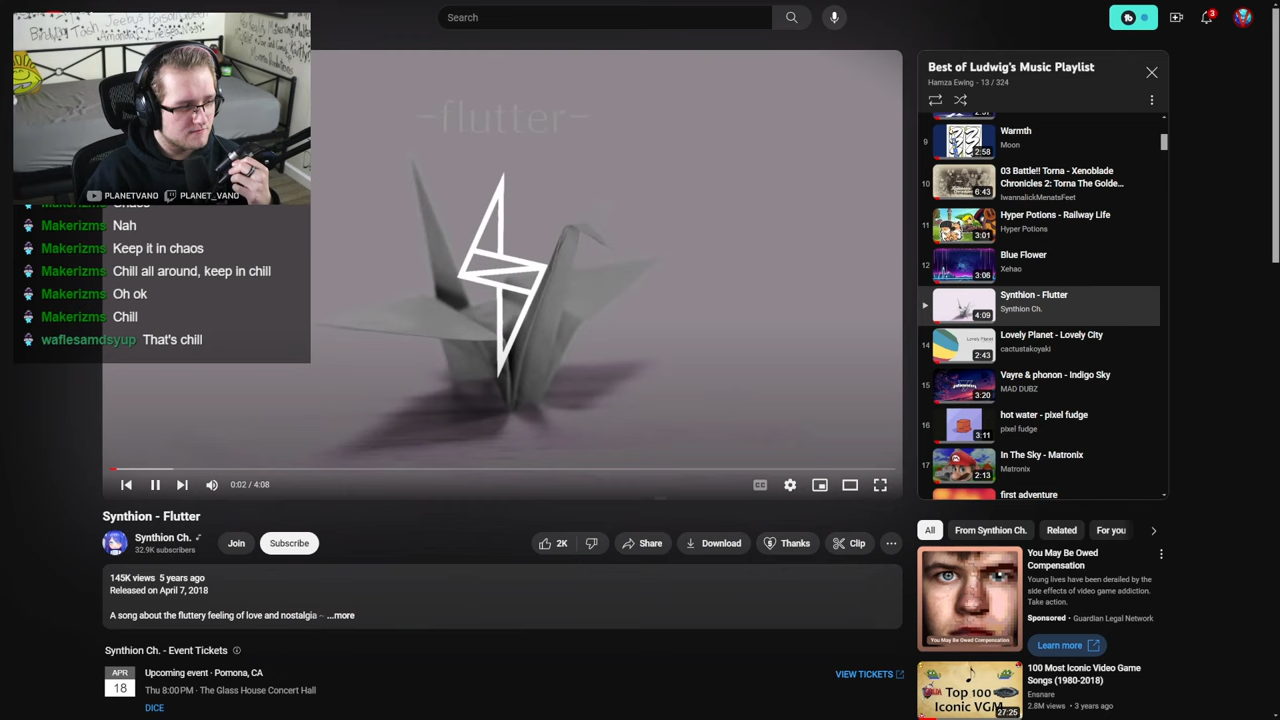 Search
3
PLANETVANO
PLANET_VANO
Makerizms Nah
Makerizms Keep it in chaos
Makerizms Chill all around, keep in chill
Makerizms Oh ok
Makerizms Chill
waflesamdsyup That's chill
-flutter-
0:02 / 4:08
Synthion - Flutter
Synthion Ch.
32.9K subscribers
Join
Subscribe
2K
Share
Download
Thanks
Clip
145K views 5 years ago
Released on April 7, 2018
A song about the fluttery feeling of love and nostalgia ~ ...more
Synthion Ch. - Event Tickets
APR
18
Upcoming event · Pomona, CA
Thu 8:00 PM · The Glass House Concert Hall
DICE
VIEW TICKETS
Best of Ludwig's Music Playlist
Hamza Ewing - 13 / 324
9
2:58
Warmth
Moon
10
6:43
03 Battle!! Torna - Xenoblade
Chronicles 2: Torna The Golde...
IwannalickMenatsFeet
11
3:01
Hyper Potions - Railway Life
Hyper Potions
12
3:06
Blue Flower
Xehao
4:09
Synthion - Flutter
Synthion Ch.
14
2:43
Lovely Planet - Lovely City
cactustakoyaki
15
3:20
Vayre & phonon - Indigo Sky
MAD DUBZ
16
3:11
hot water - pixel fudge
pixel fudge
17
2:13
In The Sky - Matronix
Matronix
first adventure
All
From Synthion Ch.
Related
For you
You May Be Owed Compensation
You May Be Owed
Compensation
Young lives have been derailed by the
side effects of video game addiction.
Take action.
Sponsored · Guardian Legal Network
Learn more
Top 100
Iconic VGM
27:25
100 Most Iconic Video Game
Songs (1980-2018)
Ensnare
2.8M views · 3 years ago